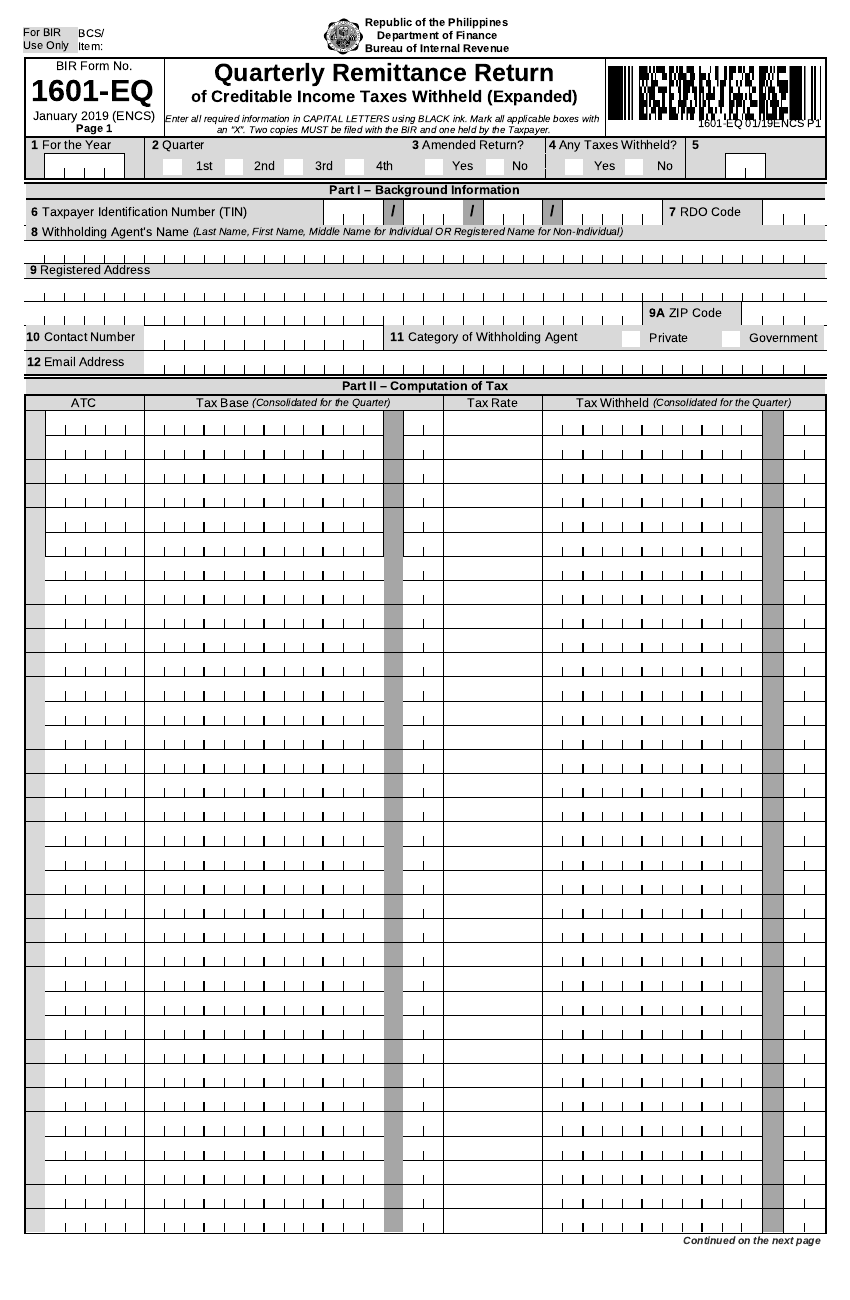 For BIR
Use Only
BCS/
Item:
Republic of the Philippines
Department of Finance
Bureau of Internal Revenue
BIR Form No.
1601-EQ
January 2019 (ENCS)
Page 1
Quarterly Remittance Return
of Creditable Income Taxes Withheld (Expanded)
Enter all required information in CAPITAL LETTERS using BLACK ink. Mark all applicable boxes with
an "X". Two copies MUST be filed with the BIR and one held by the Taxpayer.
1601-EQ 01/19ENCS P1
1 For the Year 2 Quarter 3 Amended Return? 4 Any Taxes Withheld? 5
1st 2nd 3rd 4th Yes No Yes No
Part I – Background Information
6 Taxpayer Identification Number (TIN) / / / 7 RDO Code
8 Withholding Agent's Name (Last Name, First Name, Middle Name for Individual OR Registered Name for Non-Individual)
9 Registered Address
9A ZIP Code
10 Contact Number 11 Category of Withholding Agent Private Government
12 Email Address
Part II – Computation of Tax
ATC Tax Base (Consolidated for the Quarter) Tax Rate Tax Withheld (Consolidated for the Quarter)
Continued on the next page